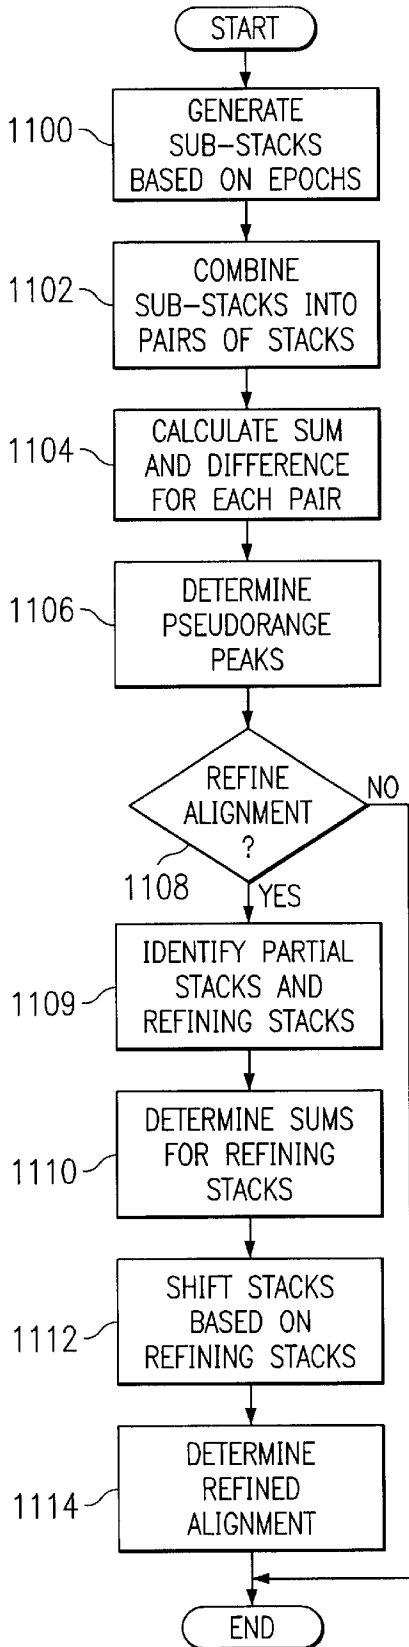 START
1100
GENERATE
SUB-STACKS
BASED ON EPOCHS
1102
COMBINE
SUB-STACKS INTO
PAIRS OF STACKS
1104
CALCULATE SUM
AND DIFFERENCE
FOR EACH PAIR
1106
DETERMINE
PSEUDORANGE
PEAKS
REFINE
ALIGNMENT
?
NO
1108
YES
1109
IDENTIFY PARTIAL
STACKS AND
REFINING STACKS
1110
DETERMINE SUMS
FOR REFINING
STACKS
1112
SHIFT STACKS
BASED ON
REFINING STACKS
1114
DETERMINE
REFINED
ALIGNMENT
END